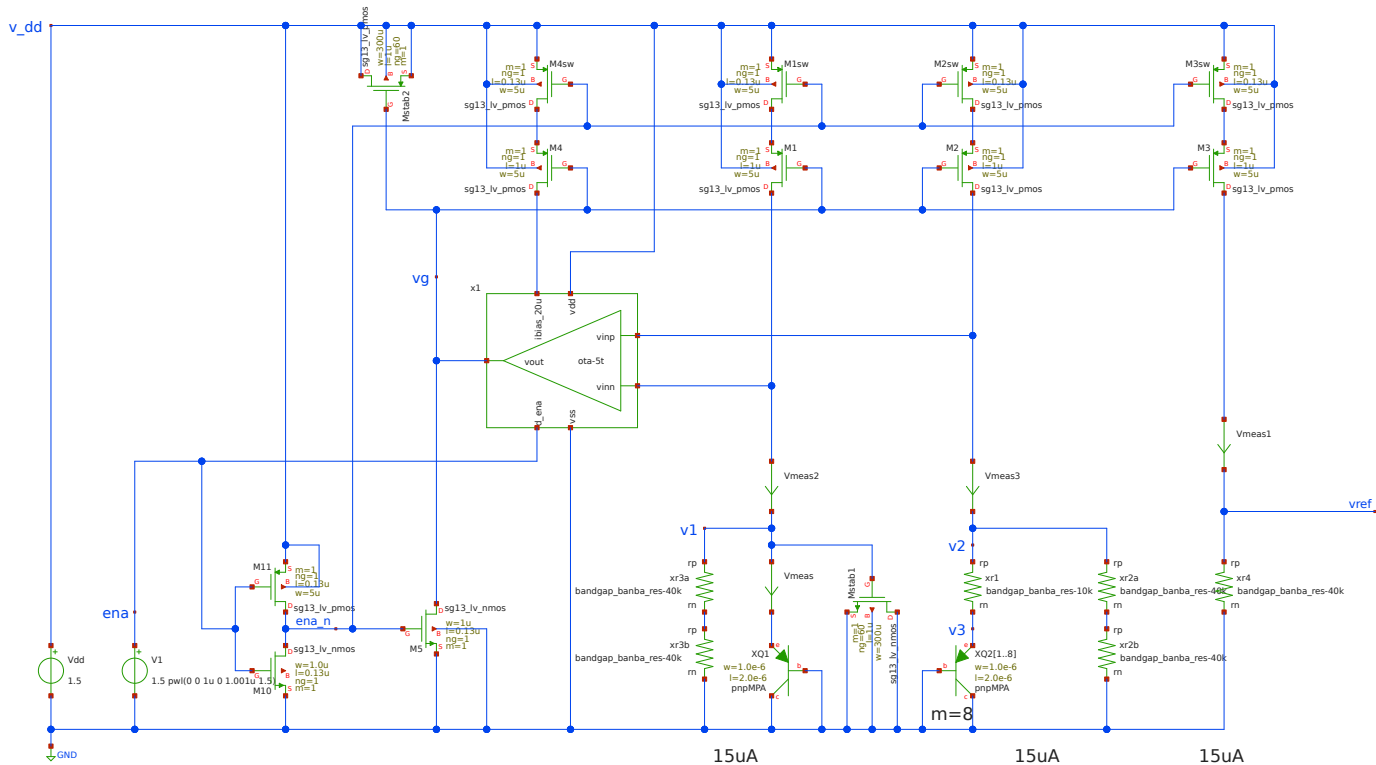 v_dd
sg13_lv_pmos
w=300u
l=1u
ng=60
m=1
D
B
S
G
Mstab2
m=1
ng=1
l=0.13u
w=5u
S
B
D
G
M4sw
sg13_lv_pmos
m=1
ng=1
l=0.13u
w=5u
S
B
D
G
M1sw
sg13_lv_pmos
M2sw
G
S
B
D
m=1
ng=1
l=0.13u
w=5u
sg13_lv_pmos
M3sw
G
S
B
D
m=1
ng=1
l=0.13u
w=5u
sg13_lv_pmos
m=1
ng=1
l=1u
w=5u
S
B
D
G
M4
sg13_lv_pmos
m=1
ng=1
l=1u
w=5u
S
B
D
G
M1
sg13_lv_pmos
M2
G
S
B
D
m=1
ng=1
l=1u
w=5u
sg13_lv_pmos
M3
G
S
B
D
m=1
ng=1
l=1u
w=5u
sg13_lv_pmos
vg
x1
ibias_20u
vdd
vinp
vout
ota-5t
vinn
d_ena
vss
Vmeas1
Vmeas2
Vmeas3
vref
v1
v2
v3
rp
xr3a
bandgap_banba_res-40k
rn
rp
xr3b
bandgap_banba_res-40k
rn
Vmeas
XQ1
w=1.0e-6
l=2.0e-6
pnpMPA
e
b
c
Mstab1
G
S
B
D
m=1
ng=60
l=1u
w=300u
sg13_lv_nmos
rp
xr1
bandgap_banba_res-10k
rn
XQ2[1..8]
w=1.0e-6
l=2.0e-6
pnpMPA
e
b
c
m=8
rp
xr2a
bandgap_banba_res-40k
rn
rp
xr2b
bandgap_banba_res-40k
rn
rp
xr4
bandgap_banba_res-40k
rn
M11
G
S
B
D
m=1
ng=1
l=0.13u
w=5u
sg13_lv_pmos
ena
ena_n
sg13_lv_nmos
w=1.0u
l=0.13u
ng=1
m=1
G
D
B
S
M10
sg13_lv_nmos
w=1u
l=0.13u
ng=1
m=1
G
D
B
S
M5
Vdd
1.5
V1
1.5 pwl(0 0 1u 0 1.001u 1.5)
GND
15uA
15uA
15uA